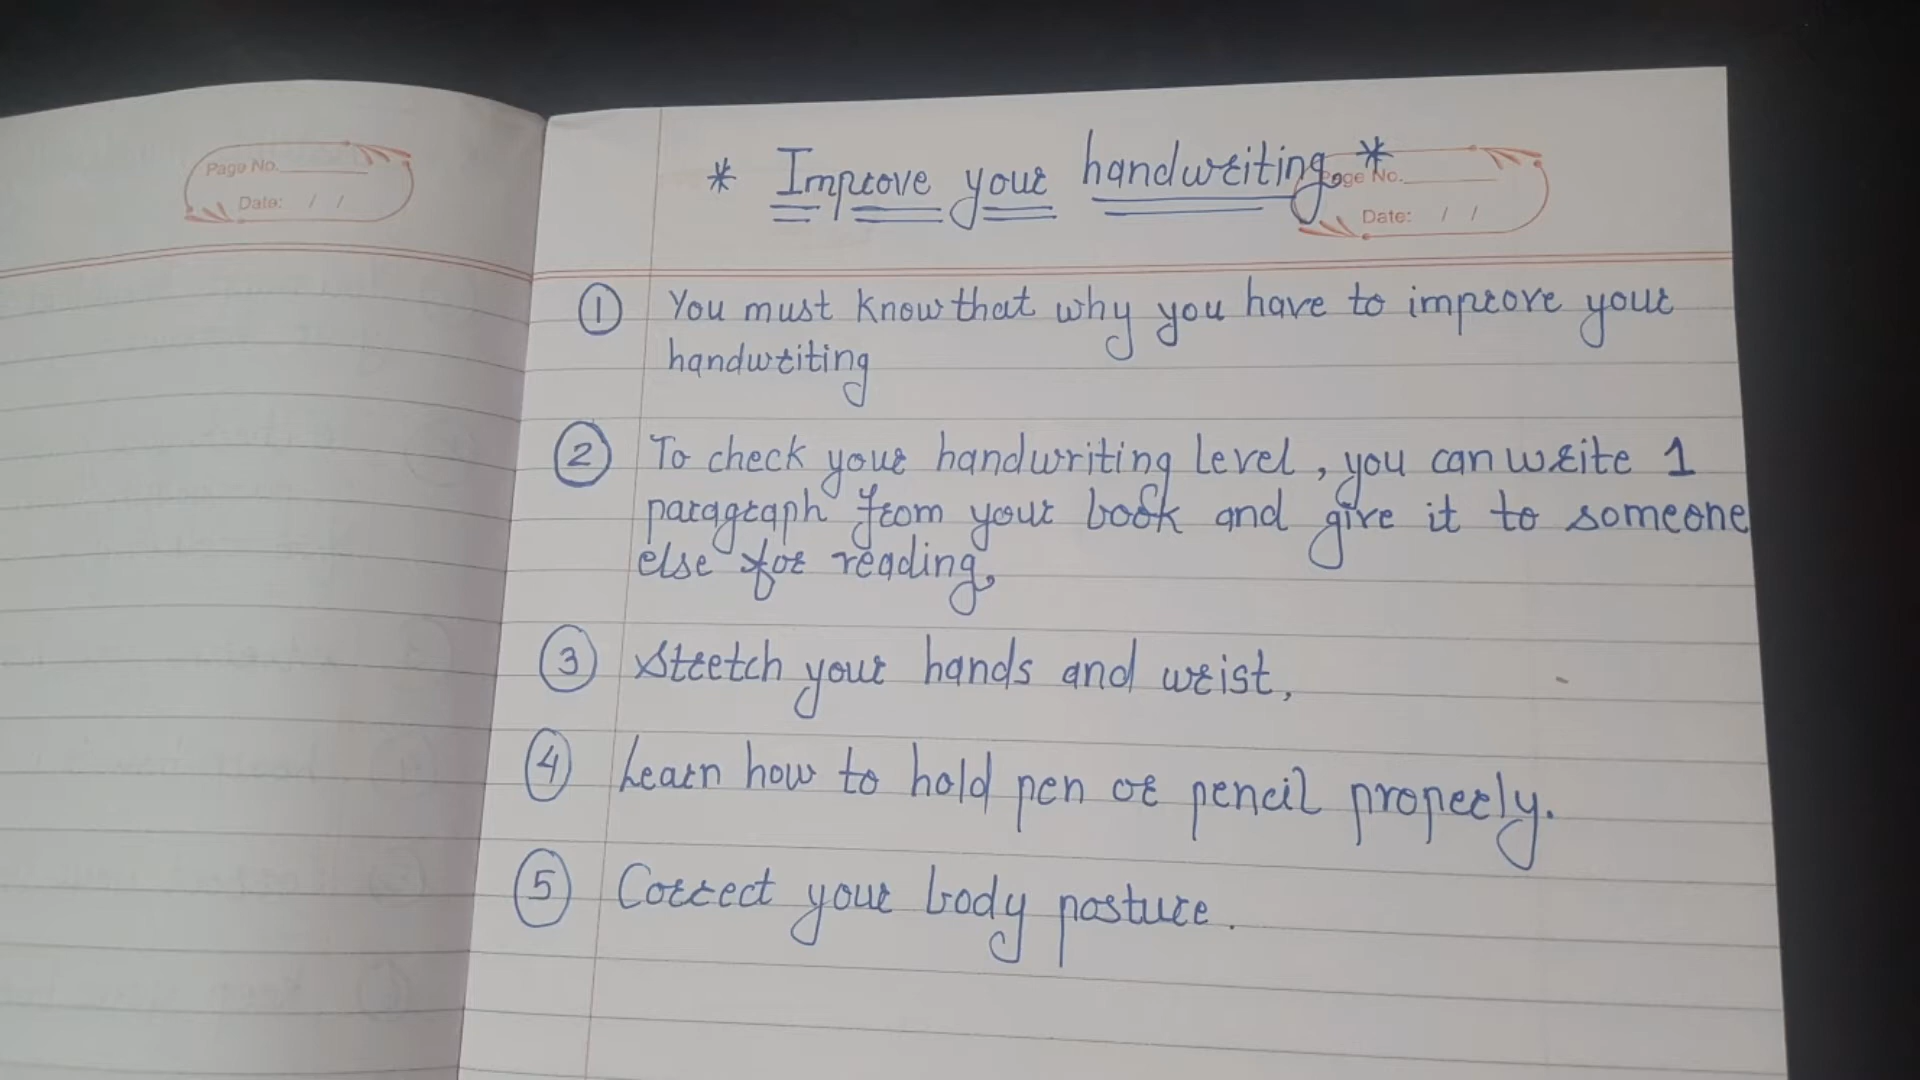 Page No.
Date: / /
* Improve your handwriting. *
Page No.
Date: / /
① You must know that why you have to improve your
handwriting
② To check your handwriting level, you can write 1
paragraph from your book and give it to someone
else for reading.
③ Stretch your hands and wrist.
④ Learn how to hold pen or pencil properly.
⑤ Correct your body posture.